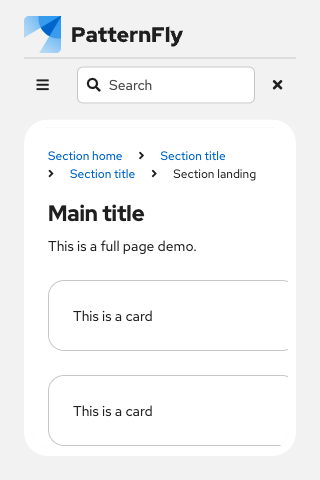 PatternFly
Search
Section home Section title
Section title Section landing
Main title
This is a full page demo.
This is a card
This is a card